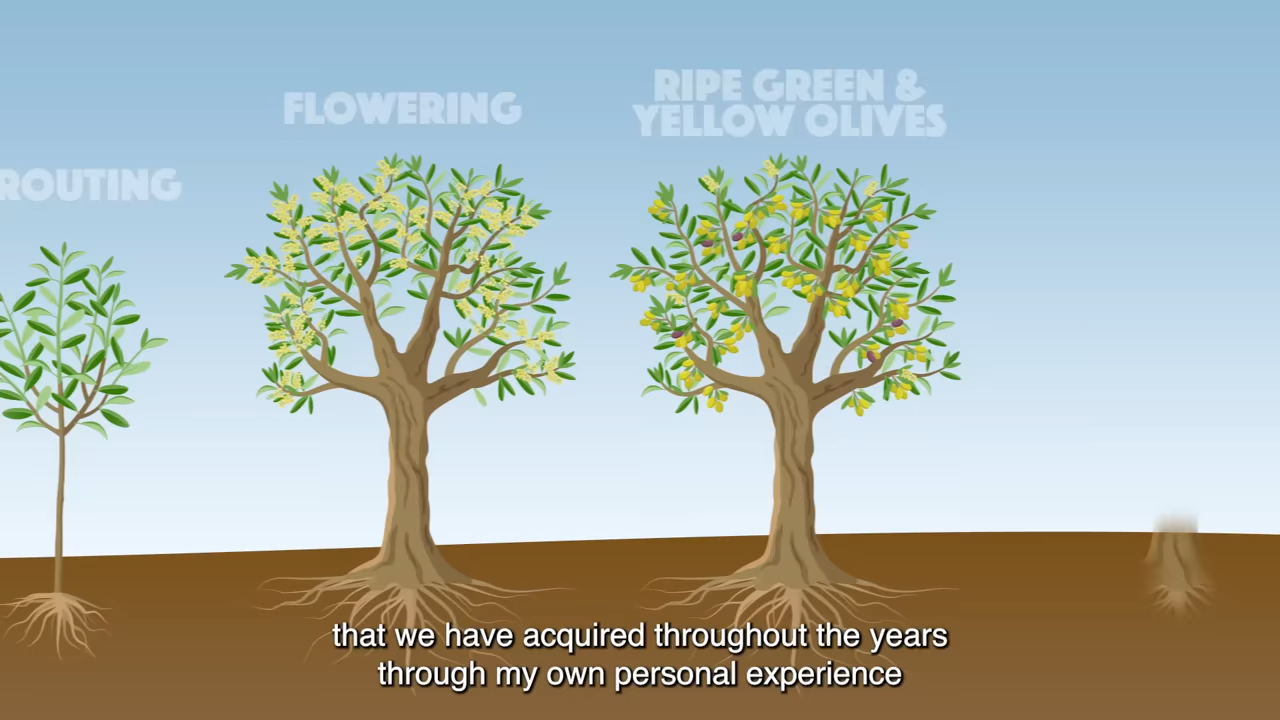 ROUTING
FLOWERING
RIPE GREEN &
YELLOW OLIVES
that we have acquired throughout the years
through my own personal experience